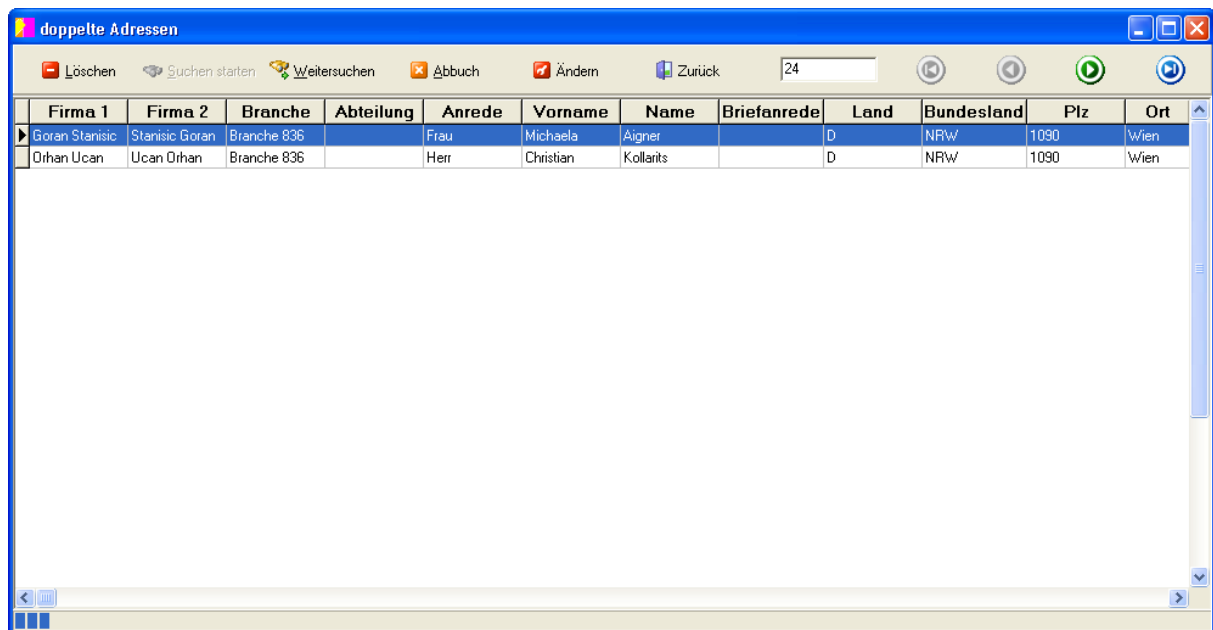 doppelte Adressen
Löschen Suchen starten Weitersuchen Abbuch Ändern Zurück 24
Firma 1 Firma 2 Branche Abteilung Anrede Vorname Name Briefanrede Land Bundesland Plz Ort
Goran Stanisic Stanisic Goran Branche 836 Frau Michaela Aigner D NRW 1090 Wien
Orhan Ucan Ucan Orhan Branche 836 Herr Christian Kollarits D NRW 1090 Wien